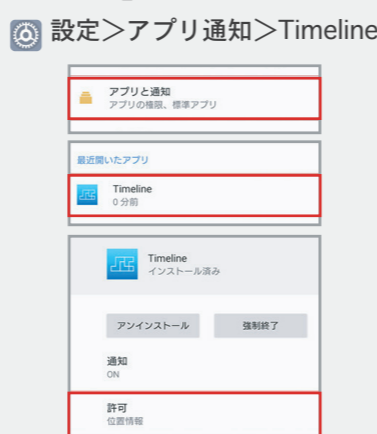 設定＞アプリ通知＞Timeline
アプリと通知
アプリの権限、標準アプリ
最近開いたアプリ
Timeline
0 分前
Timeline
インストール済み
アンインストール 強制終了
通知
ON
許可
位置情報